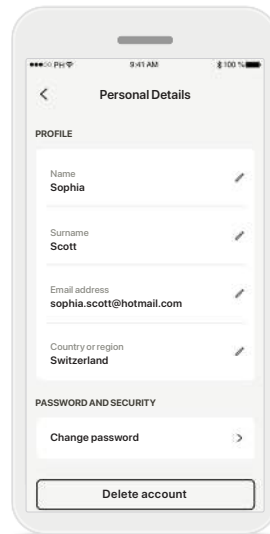 PH 9:41 AM 100 %
Personal Details
PROFILE
Name
Sophia
Surname
Scott
Email address
sophia.scott@hotmail.com
Country or region
Switzerland
PASSWORD AND SECURITY
Change password
Delete account